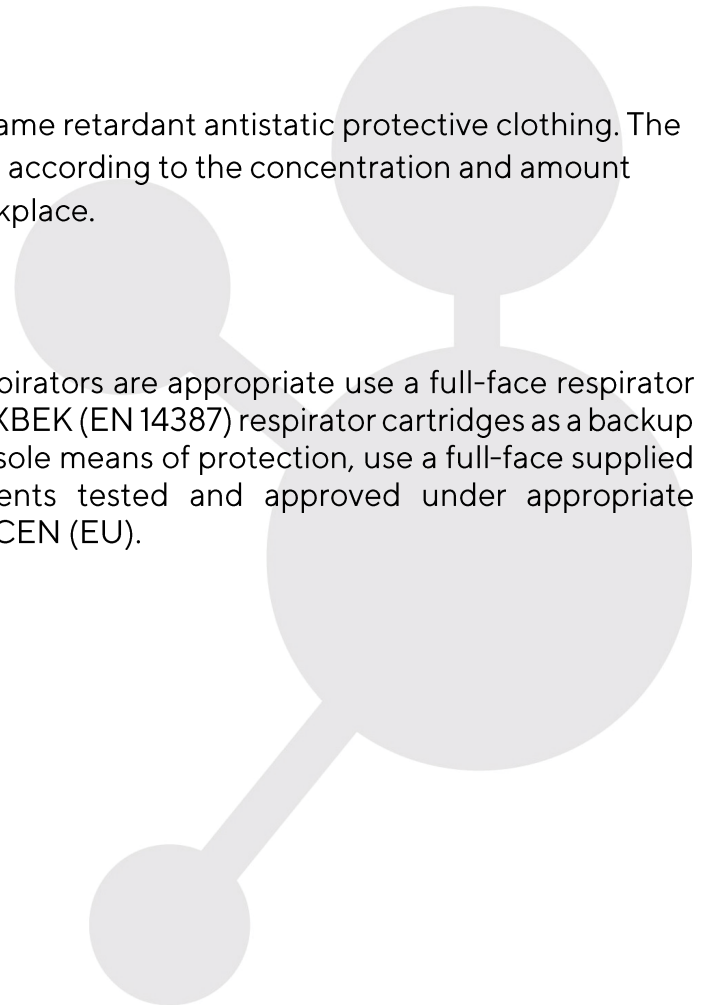 ame retardant antistatic protective clothing. The
according to the concentration and amount
kplace.
pirators are appropriate use a full-face respirator
XBEK (EN 14387) respirator cartridges as a backup
sole means of protection, use a full-face supplied
ents tested and approved under appropriate
CEN (EU).